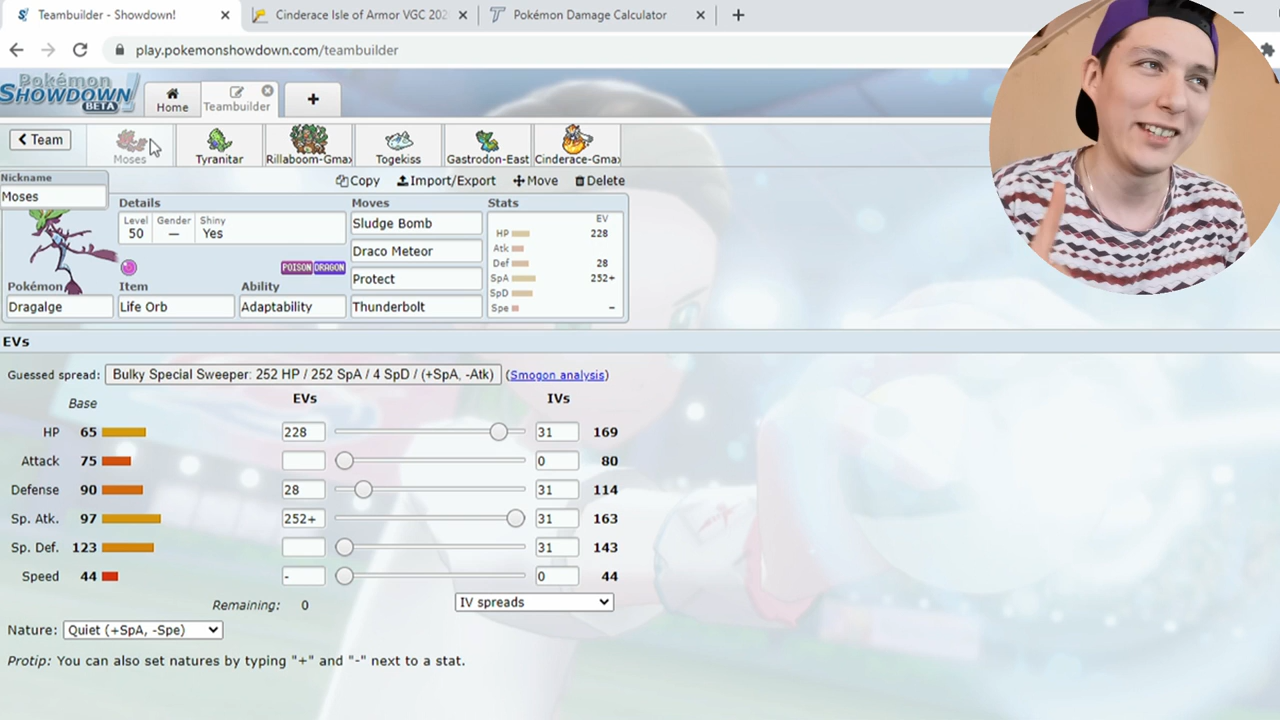 Teambuilder - Showdown!
Cinderace Isle of Armor VGC 202
Pokémon Damage Calculator
play.pokemonshowdown.com/teambuilder
Pokémon
SHOWDOWN!
BETA
Home
Teambuilder
Team
Moses
Tyranitar
Rillaboom-Gmax
Togekiss
Gastrodon-East
Cinderace-Gmax
Copy
Import/Export
Move
Delete
Nickname
Moses
Details
Level
50
Gender
—
Shiny
Yes
POISON DRAGON
Pokémon
Dragalge
Item
Life Orb
Ability
Adaptability
Moves
Sludge Bomb
Draco Meteor
Protect
Thunderbolt
Stats
EV
HP 228
Atk
Def 28
SpA 252+
SpD
Spe –
EVs
Guessed spread: Bulky Special Sweeper: 252 HP / 252 SpA / 4 SpD / (+SpA, -Atk) (Smogon analysis)
Base EVs IVs
HP 65 228 31 169
Attack 75 0 80
Defense 90 28 31 114
Sp. Atk. 97 252+ 31 163
Sp. Def. 123 31 143
Speed 44 - 0 44
Remaining: 0
IV spreads
Nature: Quiet (+SpA, -Spe)
Protip: You can also set natures by typing "+" and "-" next to a stat.